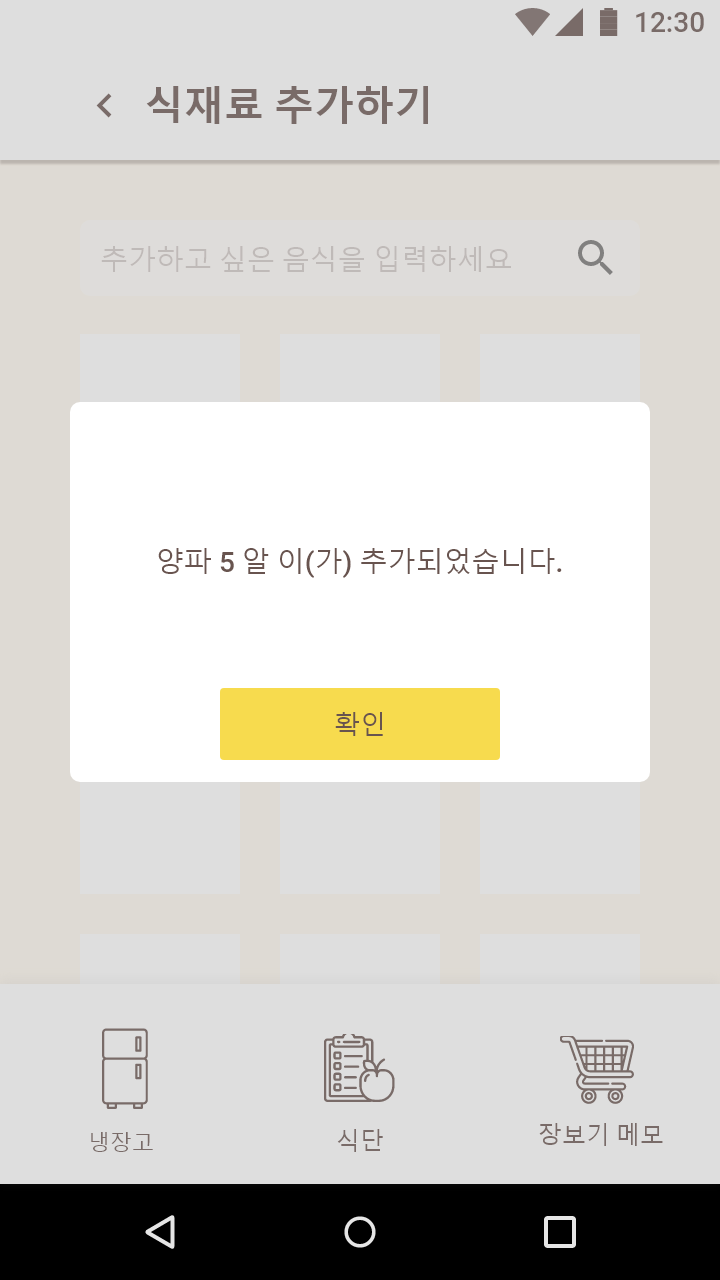 12:30
식재료 추가하기
추가하고 싶은 음식을 입력하세요
양파 5 알 이(가) 추가되었습니다.
확인
냉장고
식단
장보기 메모